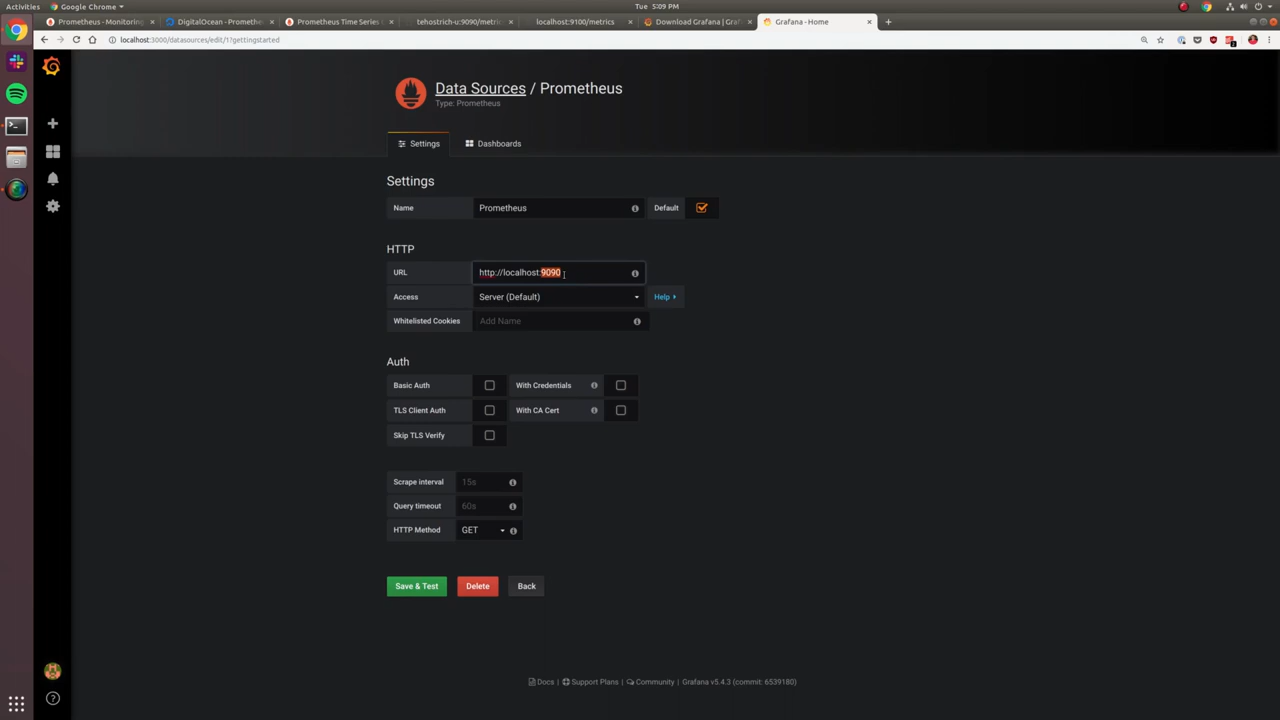 Activities
Google Chrome
Tue 5:09 PM
Prometheus - Monitoring
DigitalOcean - Prometheu
Prometheus Time Series
tehostrich-u:9090/metric
localhost:9100/metrics
Download Grafana | Graf
Grafana - Home
localhost:3000/datasources/edit/1?gettingstarted
Data Sources / Prometheus
Type: Prometheus
Settings
Dashboards
Settings
Name Prometheus Default
HTTP
URL http://localhost:9090
Access Server (Default) Help
Whitelisted Cookies Add Name
Auth
Basic Auth With Credentials
TLS Client Auth With CA Cert
Skip TLS Verify
Scrape interval 15s
Query timeout 60s
HTTP Method GET
Save & Test Delete Back
Docs | Support Plans | Community | Grafana v5.4.3 (commit: 6539180)